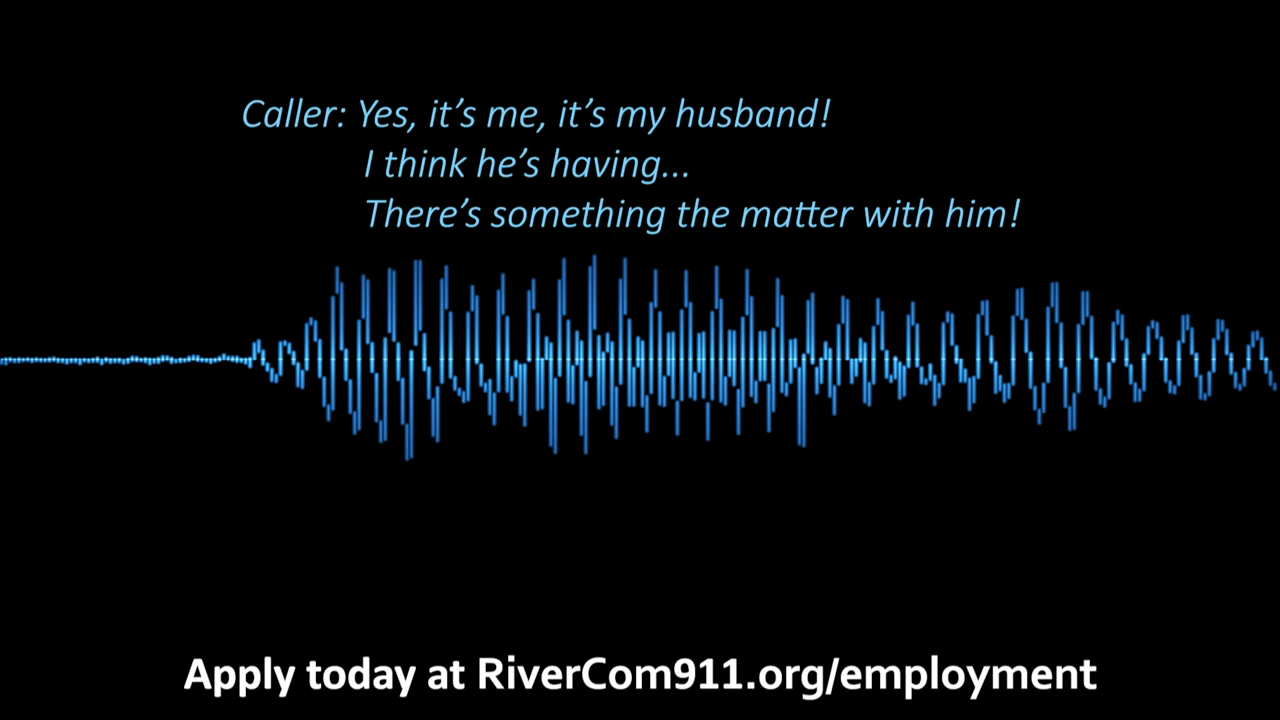 Caller: Yes, it’s me, it’s my husband!
I think he’s having...
There’s something the matter with him!
Apply today at RiverCom911.org/employment